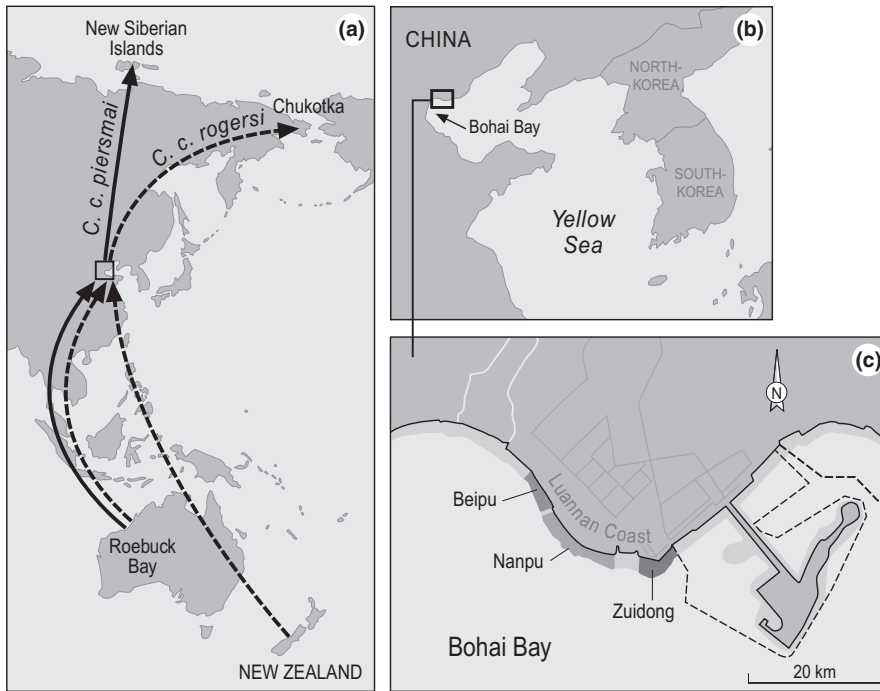 (a)
New Siberian
Islands
Chukotka
C. c. piersmai
C. c. rogersi
Roebuck
Bay
NEW ZEALAND
(b)
CHINA
NORTH-
KOREA
Bohai Bay
SOUTH-
KOREA
Yellow
Sea
(c)
N
Beipu
Luannan Coast
Nanpu
Zuidong
Bohai Bay
20 km